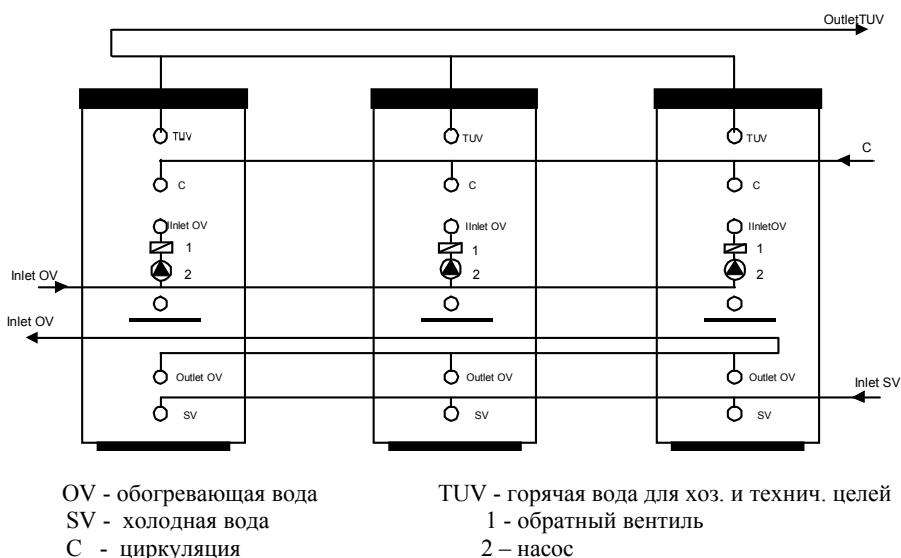 OutletTUV
TUV TUV TUV
C
C C C
IInlet OV IInlet OV IInletOV
1 1 1
Inlet OV 2 2 2
Inlet OV
Outlet OV Outlet OV Outlet OV
Inlet SV
SV SV SV
OV - обогревающая вода TUV - горячая вода для хоз. и технич. целей
SV - холодная вода 1 - обратный вентиль
C - циркуляция 2 – насос